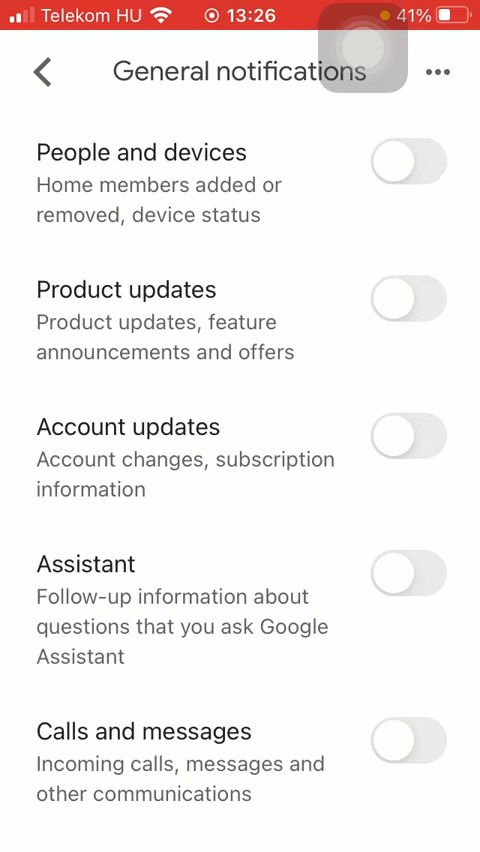 Telekom HU 13:26 41%
General notifications
People and devices
Home members added or
removed, device status
Product updates
Product updates, feature
announcements and offers
Account updates
Account changes, subscription
information
Assistant
Follow-up information about
questions that you ask Google
Assistant
Calls and messages
Incoming calls, messages and
other communications